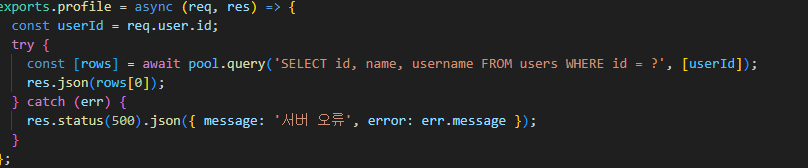 exports.profile = async (req, res) => {
  const userId = req.user.id;
  try {
    const [rows] = await pool.query('SELECT id, name, username FROM users WHERE id = ?', [userId]);
    res.json(rows[0]);
  } catch (err) {
    res.status(500).json({ message: '서버 오류', error: err.message });
  }
};